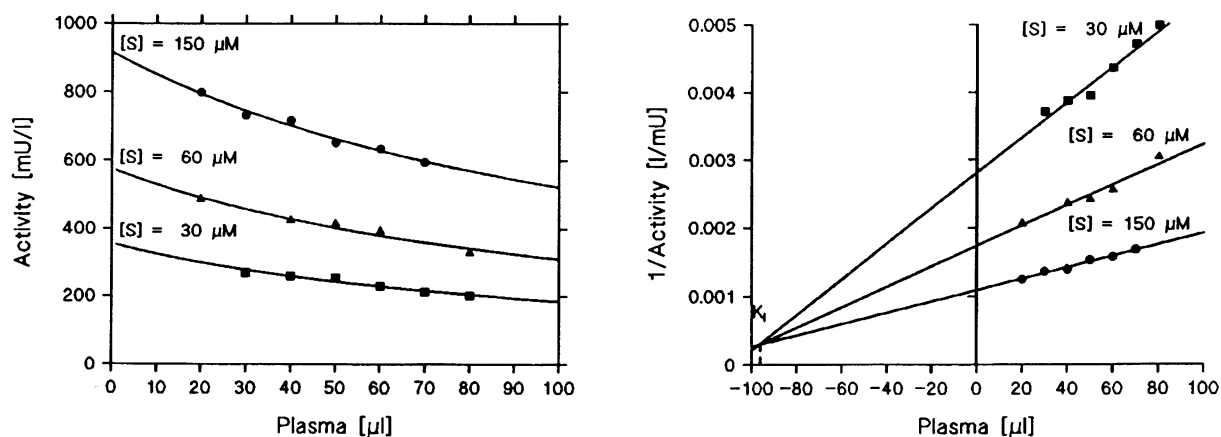 1000
800
600
400
200
0
Activity [mU/l]
[S] = 150 μM
[S] = 60 μM
[S] = 30 μM
0 10 20 30 40 50 60 70 80 90 100
Plasma [μl]
0.005
0.004
0.003
0.002
0.001
0
1/Activity [l/mU]
[S] = 30 μM
[S] = 60 μM
[S] = 150 μM
K_I
-100 -80 -60 -40 -20 0 20 40 60 80 100
Plasma [μl]